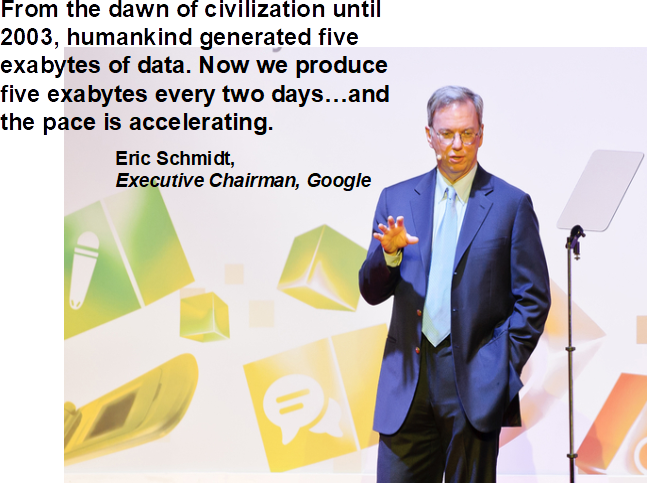 From the dawn of civilization until
2003, humankind generated five
exabytes of data. Now we produce
five exabytes every two days…and
the pace is accelerating.
Eric Schmidt,
Executive Chairman, Google